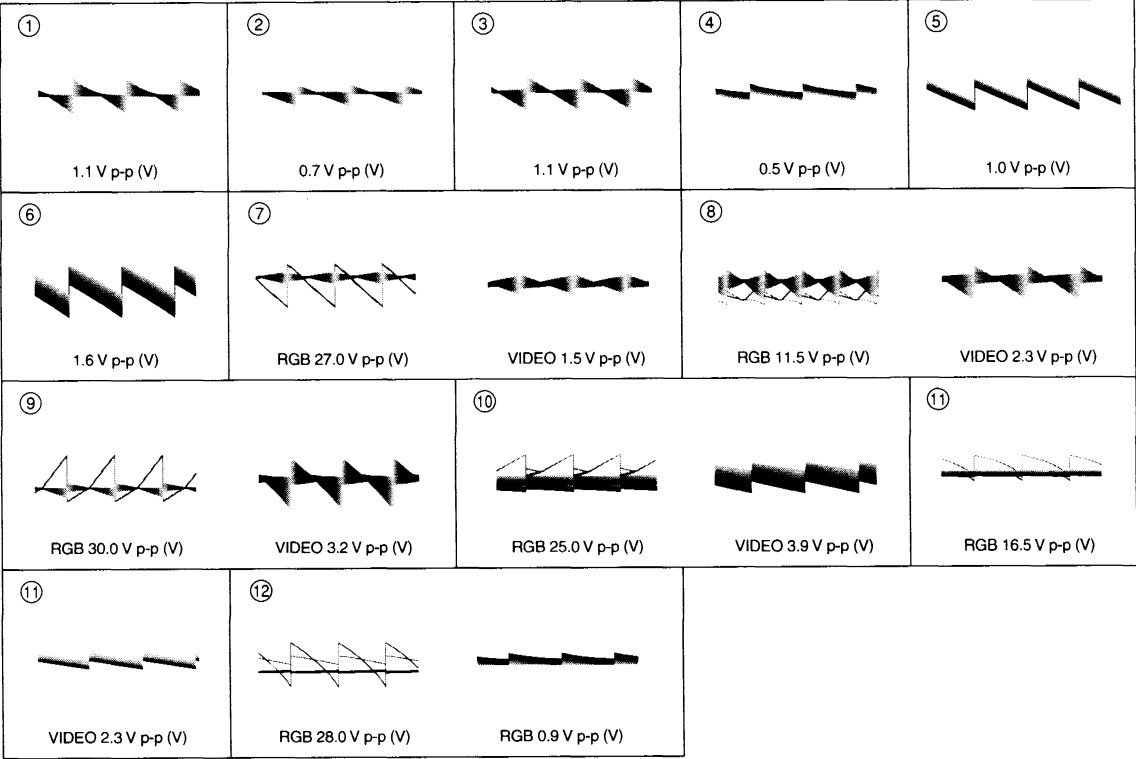 ①
1.1 V p-p (V)
②
0.7 V p-p (V)
③
1.1 V p-p (V)
④
0.5 V p-p (V)
⑤
1.0 V p-p (V)
⑥
1.6 V p-p (V)
⑦
RGB 27.0 V p-p (V)
VIDEO 1.5 V p-p (V)
⑧
RGB 11.5 V p-p (V)
VIDEO 2.3 V p-p (V)
⑨
RGB 30.0 V p-p (V)
VIDEO 3.2 V p-p (V)
⑩
RGB 25.0 V p-p (V)
VIDEO 3.9 V p-p (V)
⑪
RGB 16.5 V p-p (V)
⑪
VIDEO 2.3 V p-p (V)
⑫
RGB 28.0 V p-p (V)
RGB 0.9 V p-p (V)